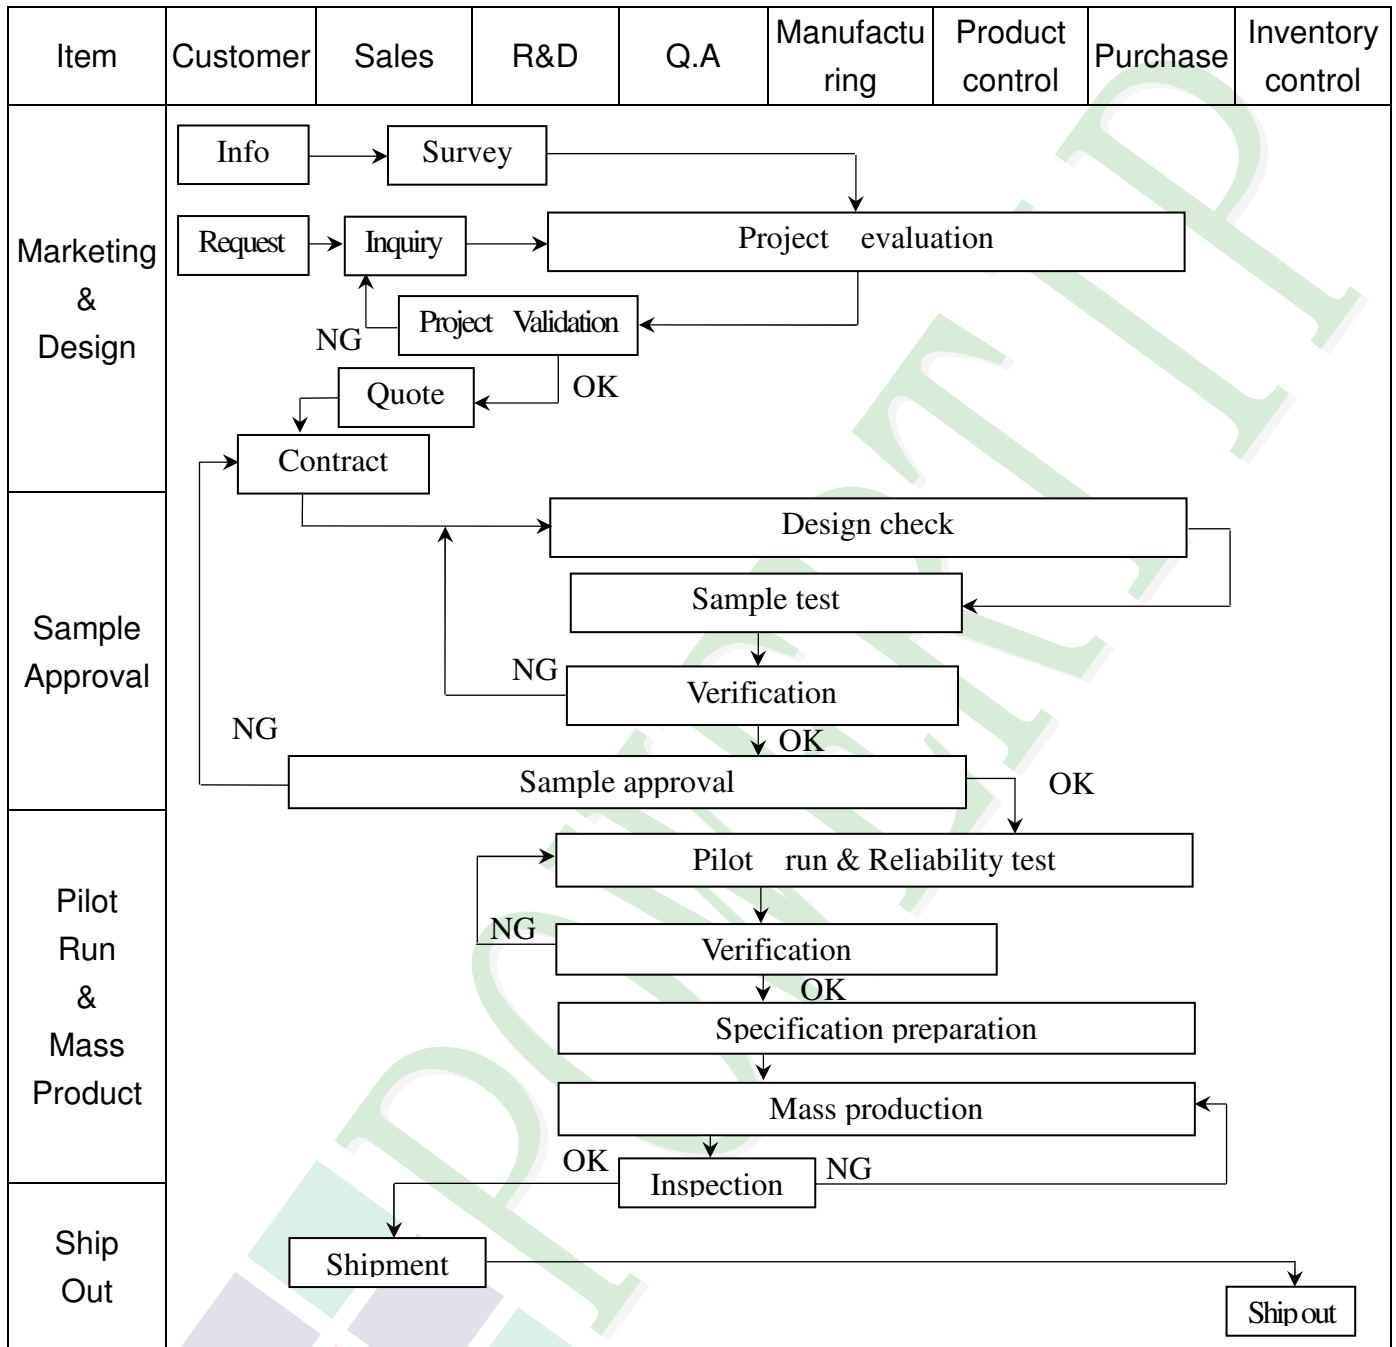 Item
Customer
Sales
R&D
Q.A
Manufactu
ring
Product
control
Purchase
Inventory
control
Marketing
&
Design
Info
Survey
Request
Inquiry
Project evaluation
NG
Project Validation
Quote
OK
Contract
Sample
Approval
Design check
Sample test
NG
Verification
NG
OK
Sample approval
OK
Pilot
Run
&
Mass
Product
Pilot run & Reliability test
NG
Verification
OK
Specification preparation
Mass production
OK
Inspection
NG
Ship
Out
Shipment
Ship out
POWERTIP